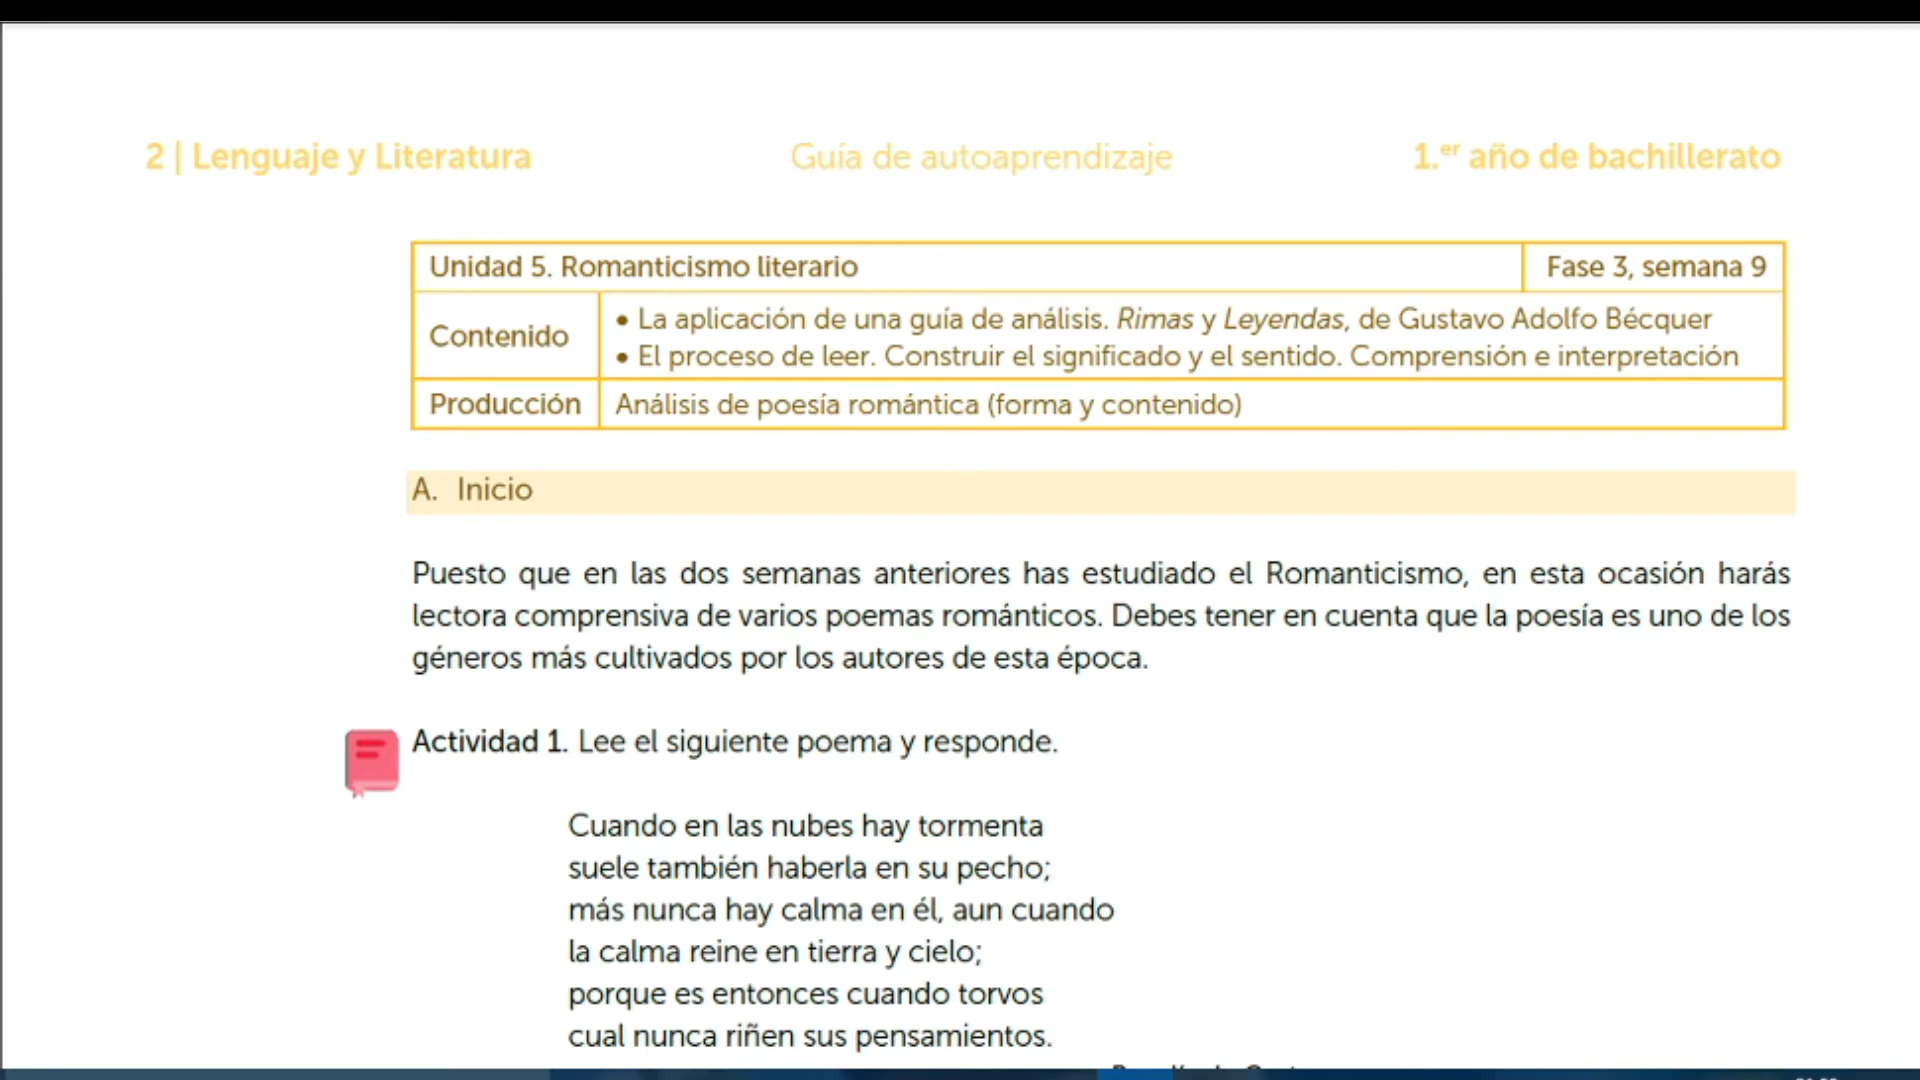 2 | Lenguaje y Literatura Guía de autoaprendizaje 1.er año de bachillerato
Unidad 5. Romanticismo literario Fase 3, semana 9
Contenido
• La aplicación de una guía de análisis. Rimas y Leyendas, de Gustavo Adolfo Bécquer
• El proceso de leer. Construir el significado y el sentido. Comprensión e interpretación
Producción Análisis de poesía romántica (forma y contenido)
A. Inicio
Puesto que en las dos semanas anteriores has estudiado el Romanticismo, en esta ocasión harás
lectora comprensiva de varios poemas románticos. Debes tener en cuenta que la poesía es uno de los
géneros más cultivados por los autores de esta época.
Actividad 1. Lee el siguiente poema y responde.
Cuando en las nubes hay tormenta
suele también haberla en su pecho;
más nunca hay calma en él, aun cuando
la calma reine en tierra y cielo;
porque es entonces cuando torvos
cual nunca riñen sus pensamientos.